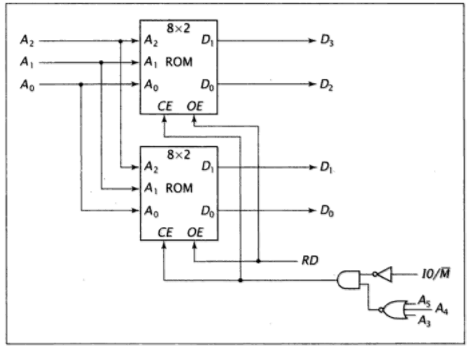 8×2
A₂ A₂ D₁ D₃
A₁ A₁ ROM
A₀ A₀ D₀ D₂
CE OE
8×2
A₂ D₁ D₁
A₁ ROM
A₀ D₀ D₀
CE OE
RD
IO/M̅
A₅
A₄
A₃